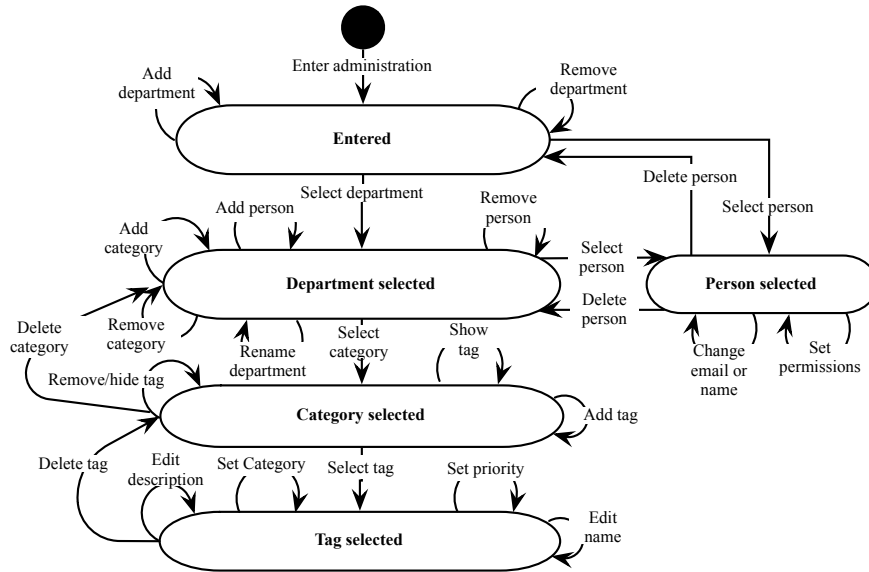 Enter administration
Add
department
Remove
department
Entered
Delete person
Select department
Select person
Add person
Remove
person
Add
category
Select
person
Department selected
Person selected
Delete
person
Delete
category
Remove
category
Rename
department
Select
category
Show
tag
Change
email or
name
Set
permissions
Remove/hide tag
Category selected
Add tag
Delete tag
Edit
description
Set Category
Select tag
Set priority
Tag selected
Edit
name